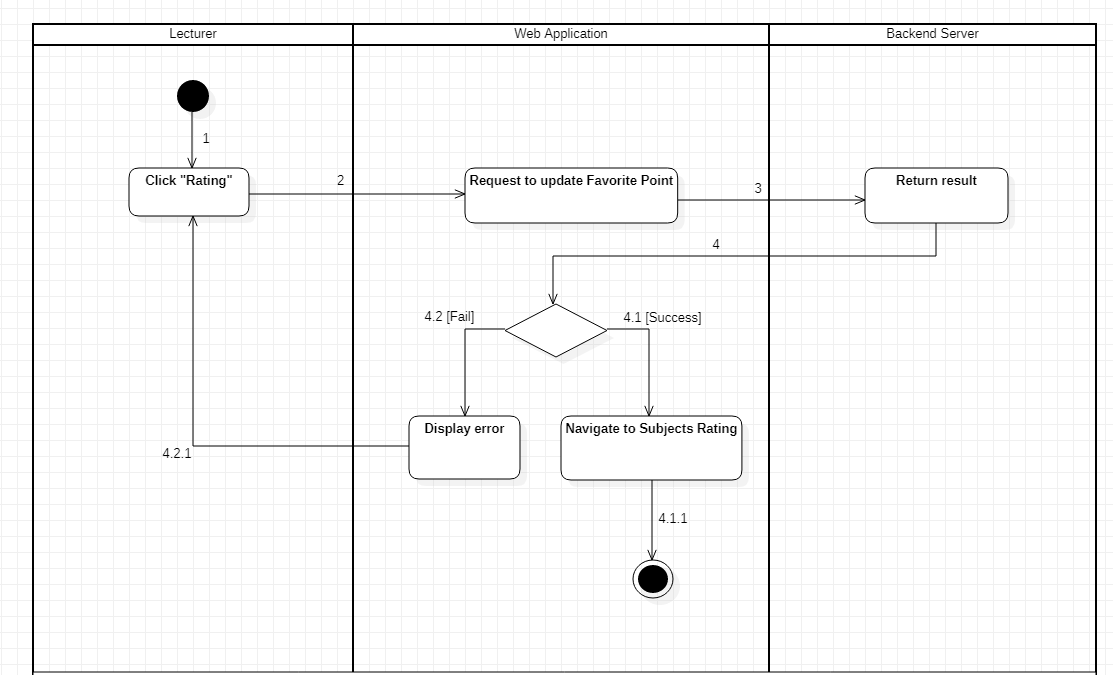 Lecturer
Web Application
Backend Server
1
Click "Rating"
2
Request to update Favorite Point
3
Return result
4
4.2 [Fail]
4.1 [Success]
Display error
Navigate to Subjects Rating
4.2.1
4.1.1